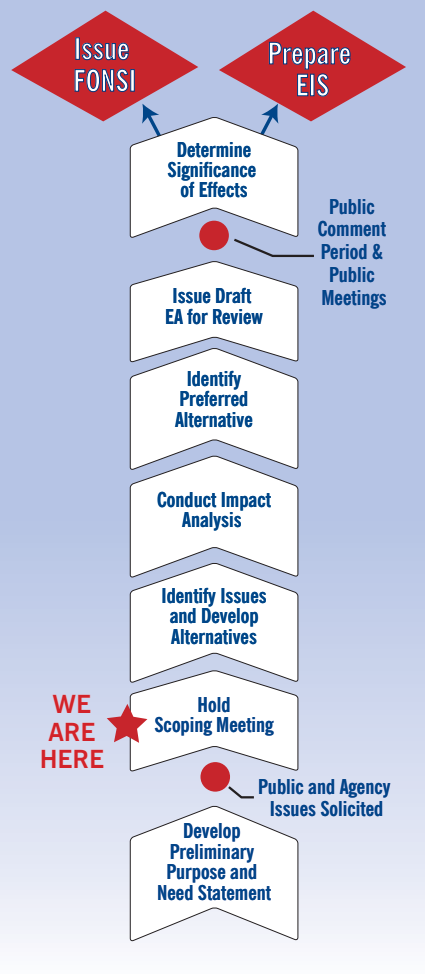 Issue
FONSI
Prepare
EIS
Determine
Significance
of Effects
Public
Comment
Period &
Public
Meetings
Issue Draft
EA for Review
Identify
Preferred
Alternative
Conduct Impact
Analysis
Identify Issues
and Develop
Alternatives
WE
ARE
HERE
Hold
Scoping Meeting
Public and Agency
Issues Solicited
Develop
Preliminary
Purpose and
Need Statement